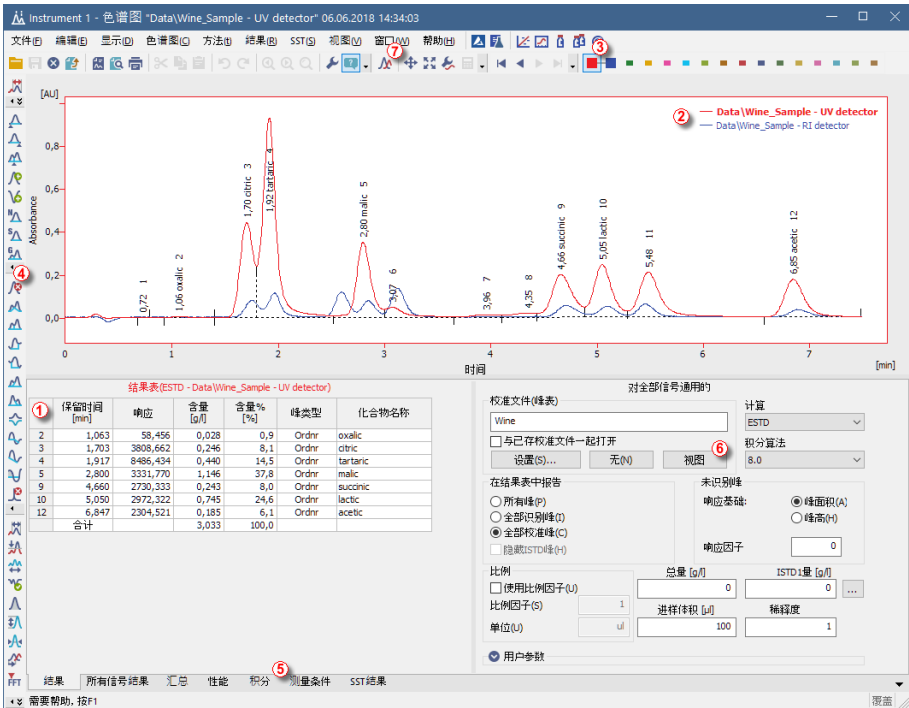 Instrument 1 - 色谱图 "Data\Wine_Sample - UV detector" 06.06.2018 14:34:03
文件(F) 编辑(E) 显示(D) 色谱图(C) 方法(t) 结果(R) SST(S) 视图(V) 窗口(W) 帮助(H)
⑦ ③
[AU]
② Data\Wine_Sample - UV detector
Data\Wine_Sample - RI detector
Absorbance
0,8
0,6
0,4
0,2
0,0
0,72 1
1,06 oxalic 2
1,70 citric 3
1,92 tartaric 4
2,80 malic 5
3,07 6
3,96 7
4,35 8
4,66 succinic 9
5,05 lactic 10
5,48 11
6,85 acetic 12
0 1 2 3 4 5 6 7
时间 [min]
④
结果表(ESTD - Data\Wine_Sample - UV detector)
① 保留时间 [min] 响应 含量 [g/l] 含量% [%] 峰类型 化合物名称
2 1,063 58,456 0,028 0,9 Ordnr oxalic
3 1,703 3808,662 0,246 8,1 Ordnr citric
4 1,917 8486,434 0,440 14,5 Ordnr tartaric
5 2,800 3331,770 1,146 37,8 Ordnr malic
9 4,660 2730,333 0,243 8,0 Ordnr succinic
10 5,050 2972,322 0,745 24,6 Ordnr lactic
12 6,847 2304,521 0,185 6,1 Ordnr acetic
合计 3,033 100,0
对全部信号通用的
校准文件(峰表)
Wine
与已存校准文件一起打开
设置(S)... 无(N) 视图
⑥
计算
ESTD
积分算法
8.0
在结果表中报告
所有峰(P)
全部识别峰(I)
全部校准峰(C)
隐藏ISTD峰(H)
未识别峰
响应基础: 峰面积(A)
峰高(H)
响应因子 0
比例
使用比例因子(U)
比例因子(S) 1
单位(U) ul
总量 [g/l] ISTD1量 [g/l]
0 0 ...
进样体积 [µl] 稀释度
100 1
用户参数
⑤
结果 所有信号结果 汇总 性能 积分 测量条件 SST结果
FFT
需要帮助, 按F1 覆盖